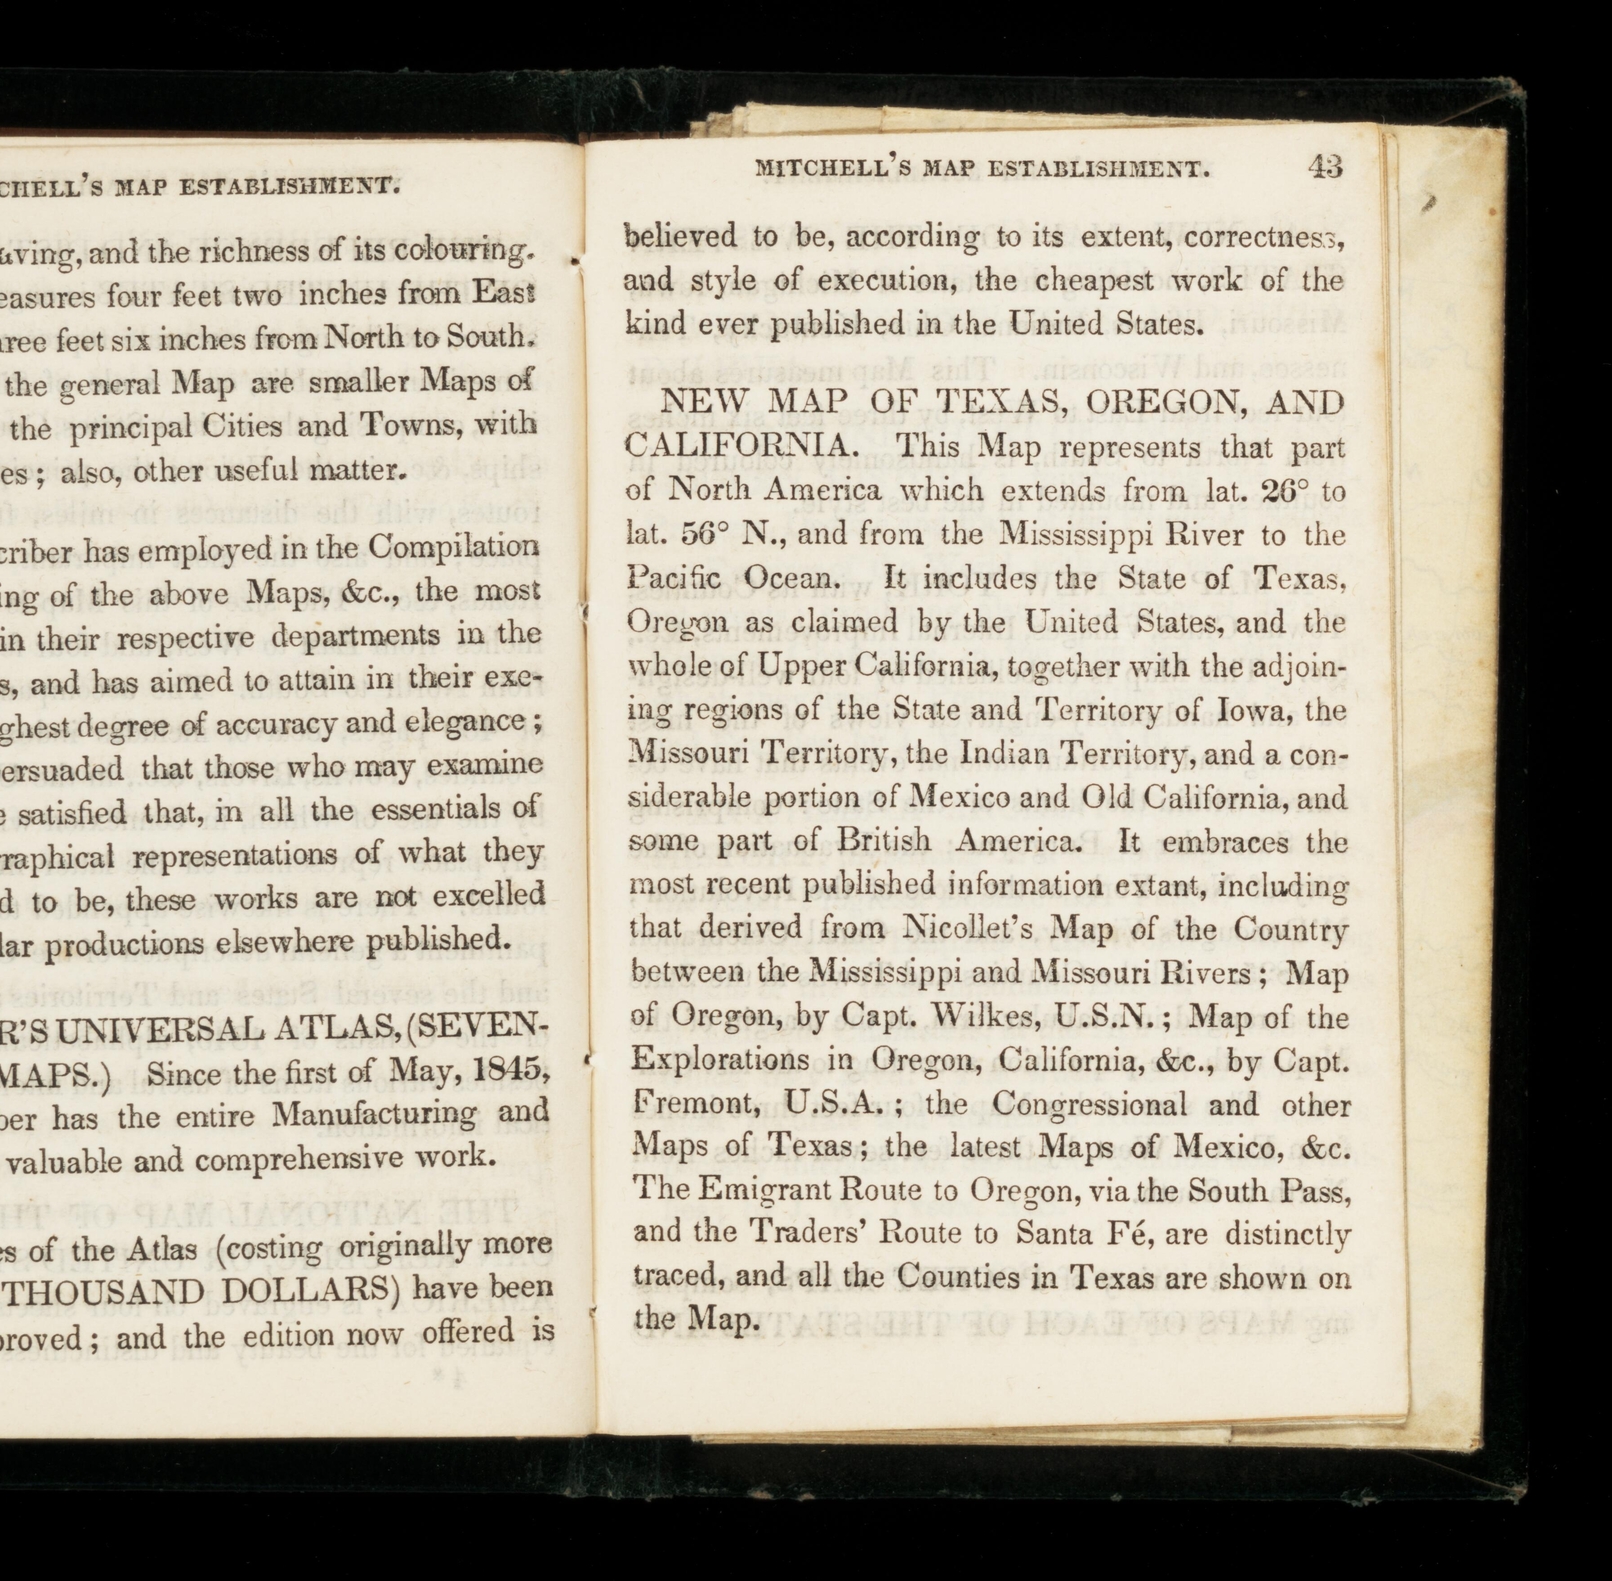 MAP ESTABLISHMENT.
and the richness of its colouring.
four feet two inches from East
feet six inches from North to South.
the general Map are smaller Maps of
the principal Cities and Towns, with
; also, other useful matter.
has employed in the Compilation
of the above Maps, &c., the most
in their respective departments in the
and has aimed to attain in their exe-
degree of accuracy and elegance ;
that those who may examine
satisfied that, in all the essentials of
representations of what they
to be, these works are not excelled
productions elsewhere published.
UNIVERSAL ATLAS, (SEVEN-
MAPS.) Since the first of May, 1845,
has the entire Manufacturing and
valuable and comprehensive work.
of the Atlas (costing originally more
THOUSAND DOLLARS) have been
; and the edition now offered is
MITCHELL'S MAP ESTABLISHMENT. 43
believed to be, according to its extent, correctness,
and style of execution, the cheapest work of the
kind ever published in the United States.
NEW MAP OF TEXAS, OREGON, AND
CALIFORNIA. This Map represents that part
of North America which extends from lat. 26° to
lat. 56° N., and from the Mississippi River to the
Pacific Ocean. It includes the State of Texas,
Oregon as claimed by the United States, and the
whole of Upper California, together with the adjoin-
ing regions of the State and Territory of Iowa, the
Missouri Territory, the Indian Territory, and a con-
siderable portion of Mexico and Old California, and
some part of British America. It embraces the
most recent published information extant, including
that derived from Nicollet's Map of the Country
between the Mississippi and Missouri Rivers ; Map
of Oregon, by Capt. Wilkes, U.S.N. ; Map of the
Explorations in Oregon, California, &c., by Capt.
Fremont, U.S.A. ; the Congressional and other
Maps of Texas ; the latest Maps of Mexico, &c.
The Emigrant Route to Oregon, via the South Pass,
and the Traders' Route to Santa Fé, are distinctly
traced, and all the Counties in Texas are shown on
the Map.